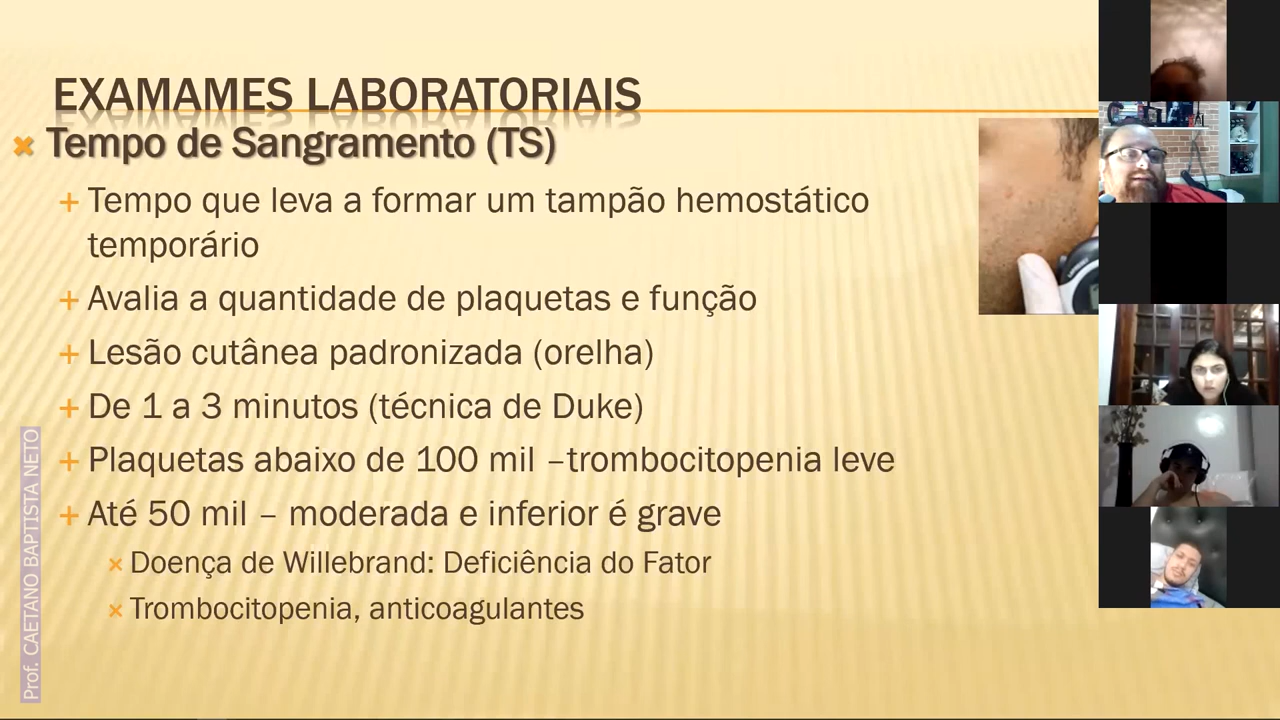 EXAMAMES LABORATORIAIS
Tempo de Sangramento (TS)
Tempo que leva a formar um tampão hemostático
temporário
Avalia a quantidade de plaquetas e função
Lesão cutânea padronizada (orelha)
De 1 a 3 minutos (técnica de Duke)
Plaquetas abaixo de 100 mil –trombocitopenia leve
Até 50 mil – moderada e inferior é grave
Doença de Willebrand: Deficiência do Fator
Trombocitopenia, anticoagulantes
Prof. CAETANO BAPTISTA NETO